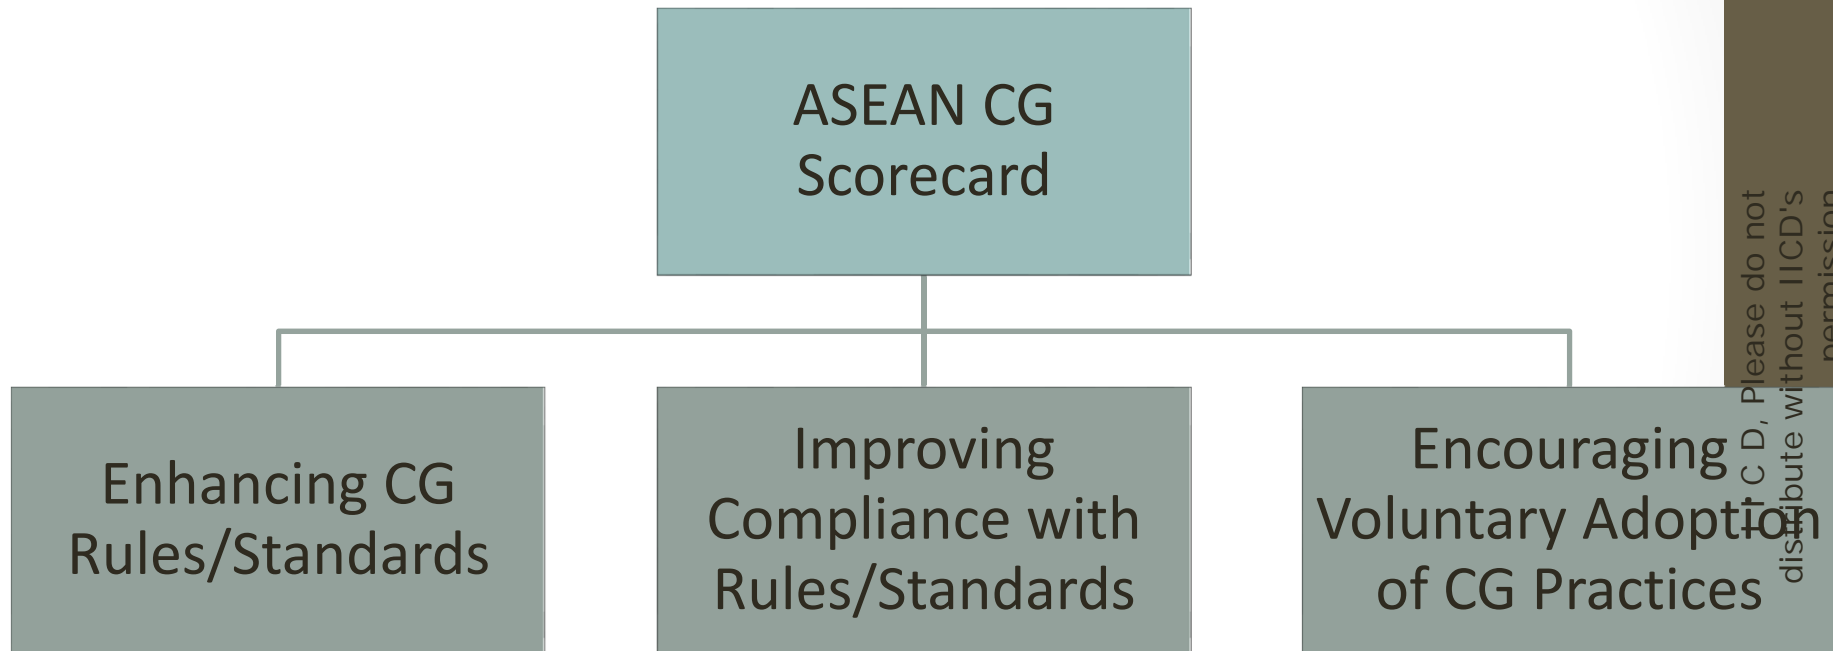 ASEAN CG
Scorecard
Enhancing CG
Rules/Standards
Improving
Compliance with
Rules/Standards
Encouraging
Voluntary Adoption
of CG Practices
I I C D, Please do not
distribute without IICD's
permission